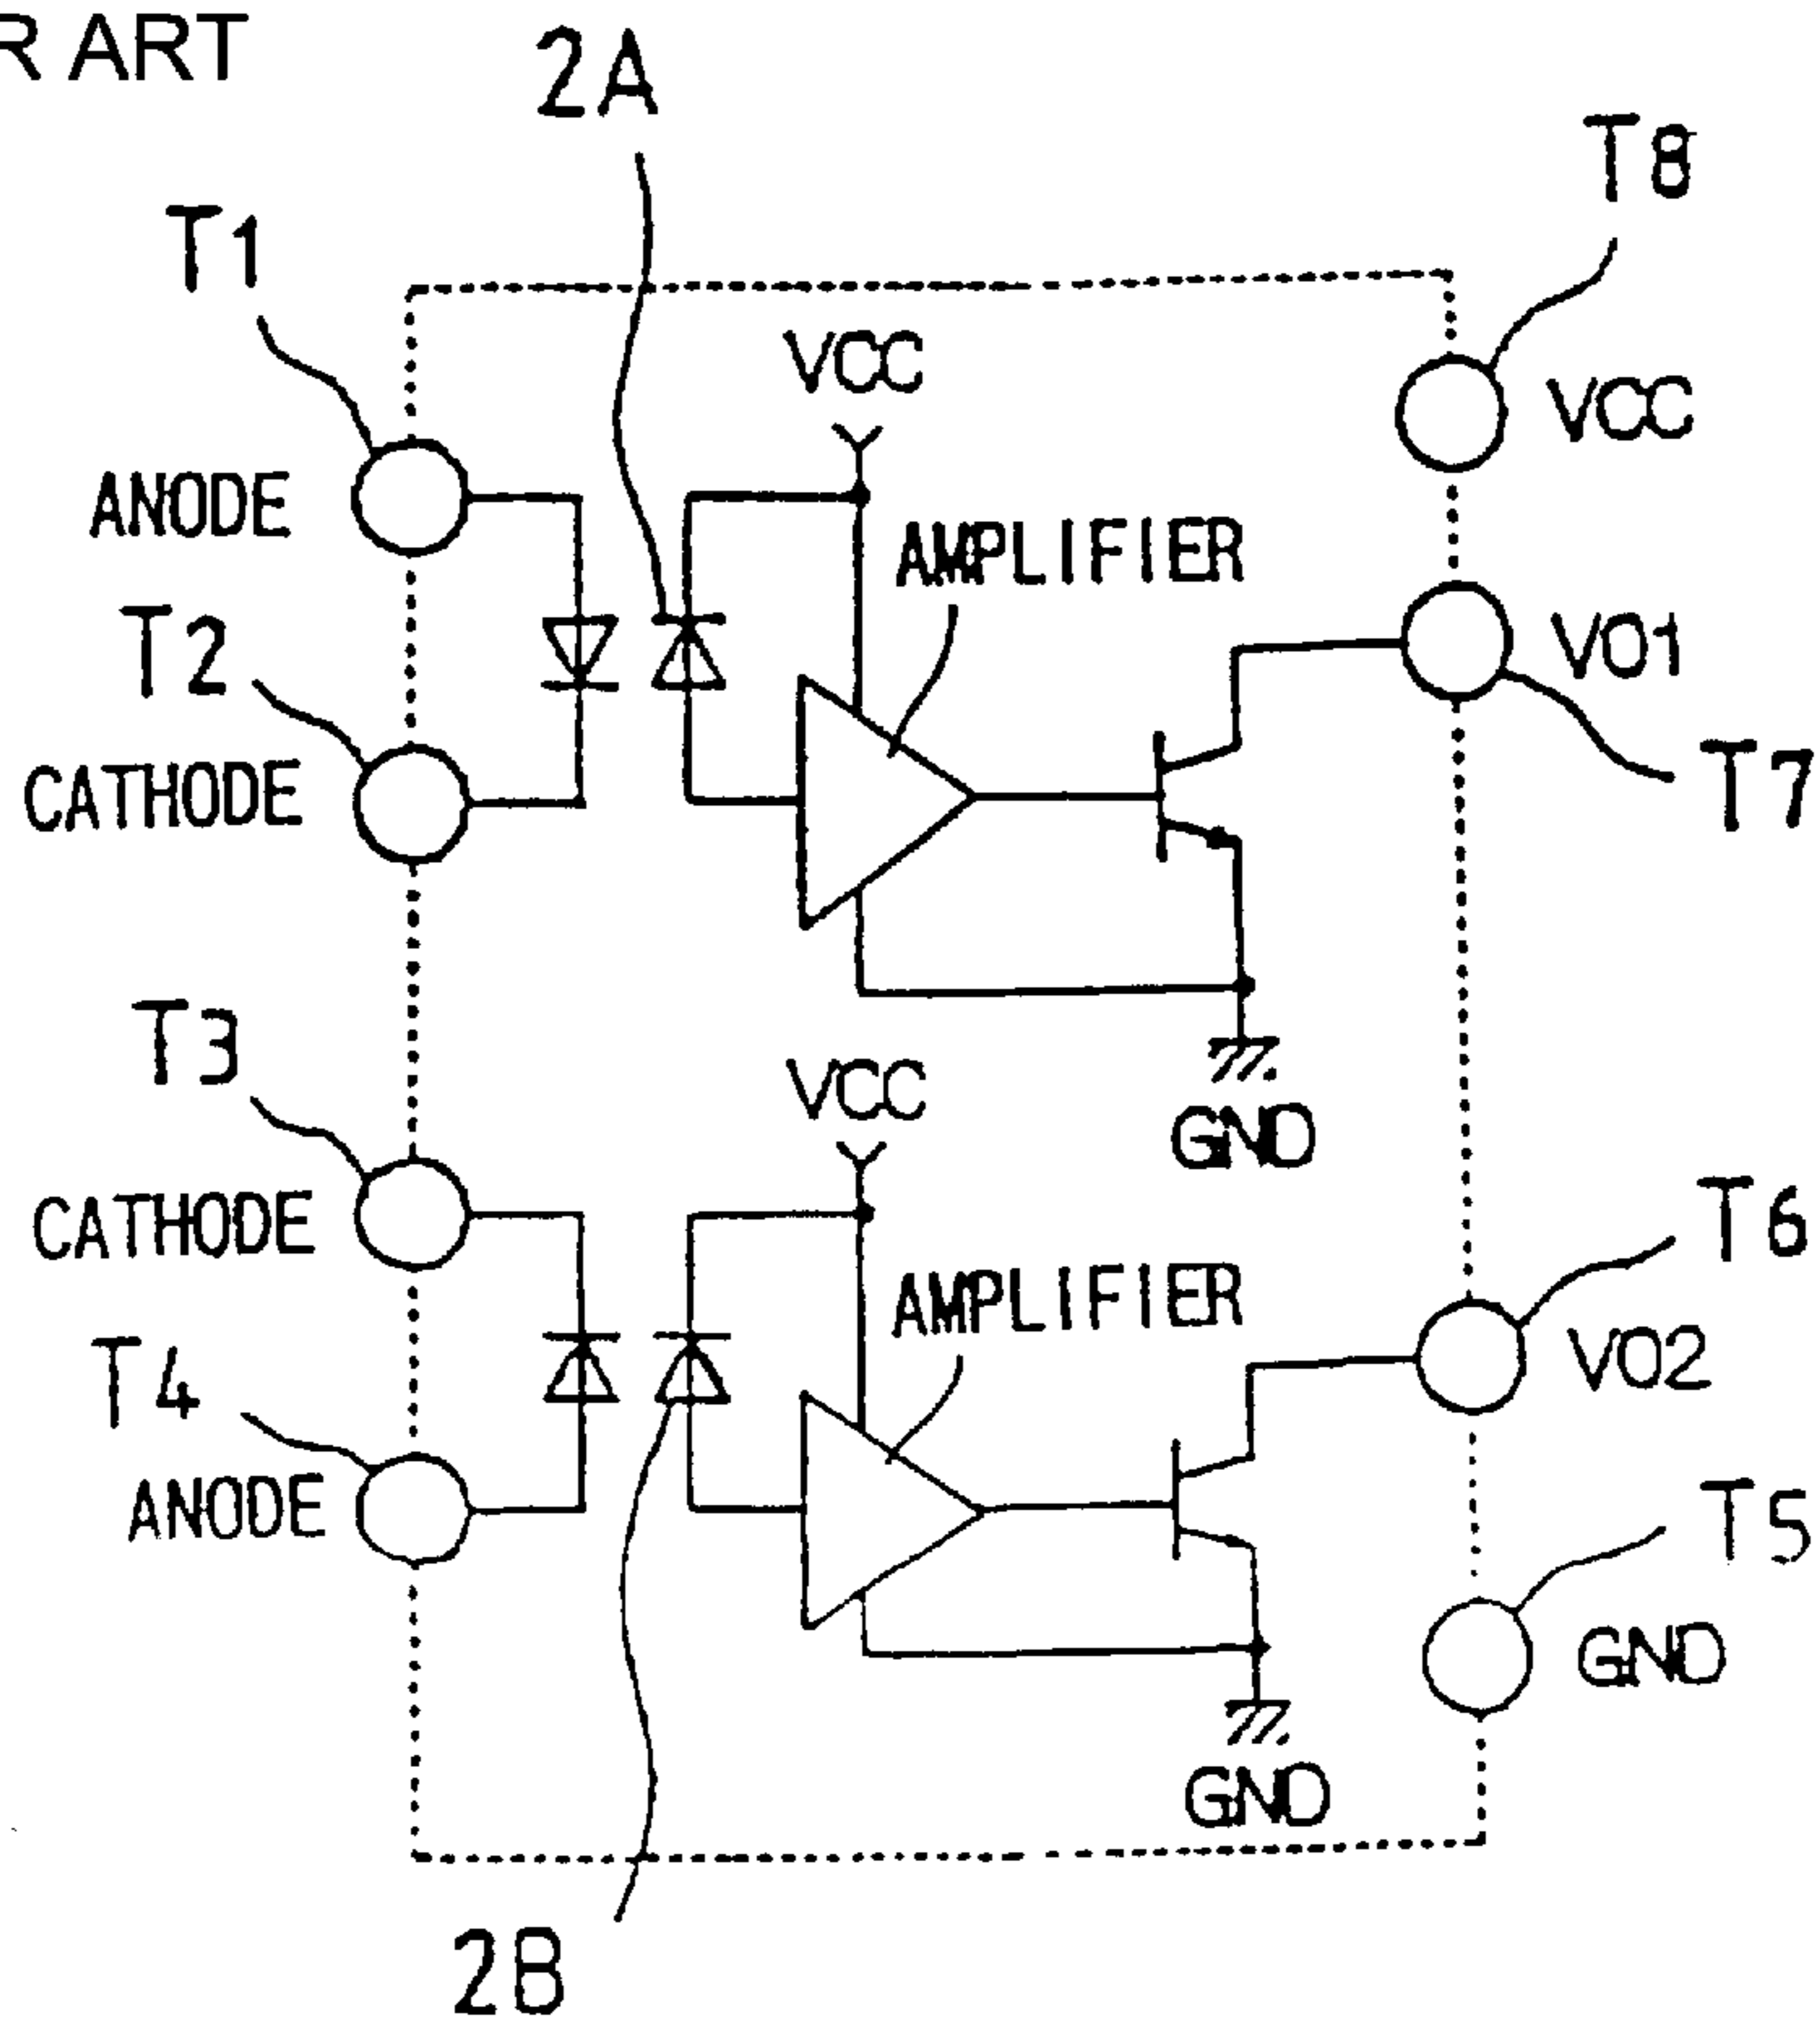 R ART
2A
T8
T1
VCC
VCC
ANODE
AMPLIFIER
T2
VO1
CATHODE
T7
T3
VCC
GND
T6
CATHODE
AMPLIFIER
T4
VO2
ANODE
T5
GND
GND
2B